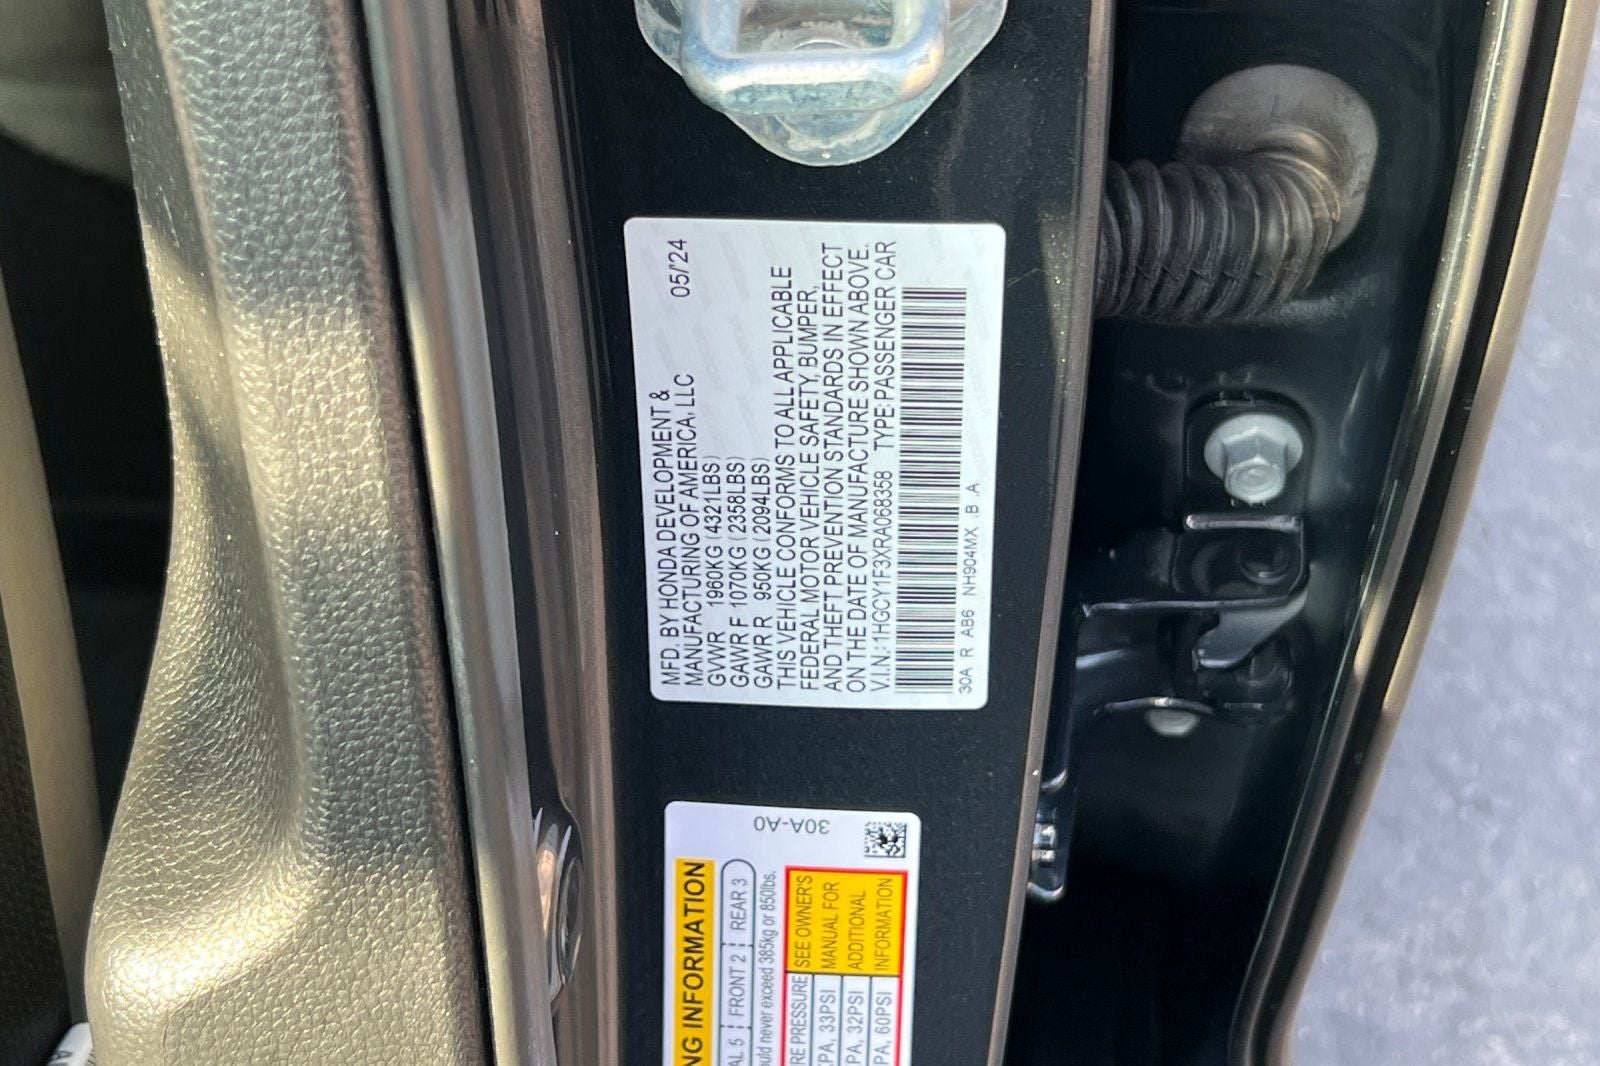 MFD. BY HONDA DEVELOPMENT &
MANUFACTURING OF AMERICA, LLC 05/'24
GVWR 1960KG (4321LBS)
GAWR F 1070KG (2358LBS)
GAWR R 950KG (2094LBS)
THIS VEHICLE CONFORMS TO ALL APPLICABLE
FEDERAL MOTOR VEHICLE SAFETY, BUMPER,
AND THEFT PREVENTION STANDARDS IN EFFECT
ON THE DATE OF MANUFACTURE SHOWN ABOVE.
V.I.N.: 1HGCY1F3XRA068358 TYPE: PASSENGER CAR
30A R AB6 NH904MX .B .A
30A-A0
NG INFORMATION
AL 5 FRONT 2 REAR 3
ould never exceed 385kg or 850lbs.
RE PRESSURE SEE OWNER'S
KPA, 33PSI MANUAL FOR
KPA, 32PSI ADDITIONAL
PA, 60PSI INFORMATION